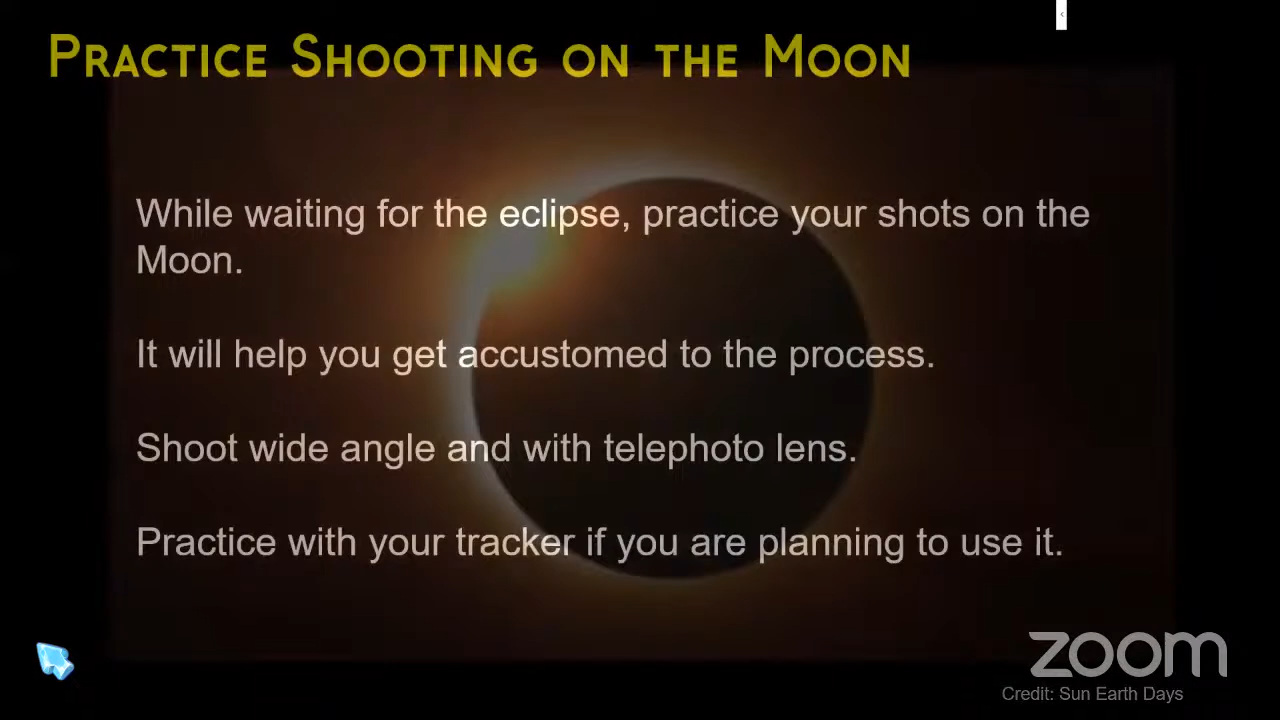 Practice Shooting on the Moon
While waiting for the eclipse, practice your shots on the
Moon.
It will help you get accustomed to the process.
Shoot wide angle and with telephoto lens.
Practice with your tracker if you are planning to use it.
zoom
Credit: Sun Earth Days